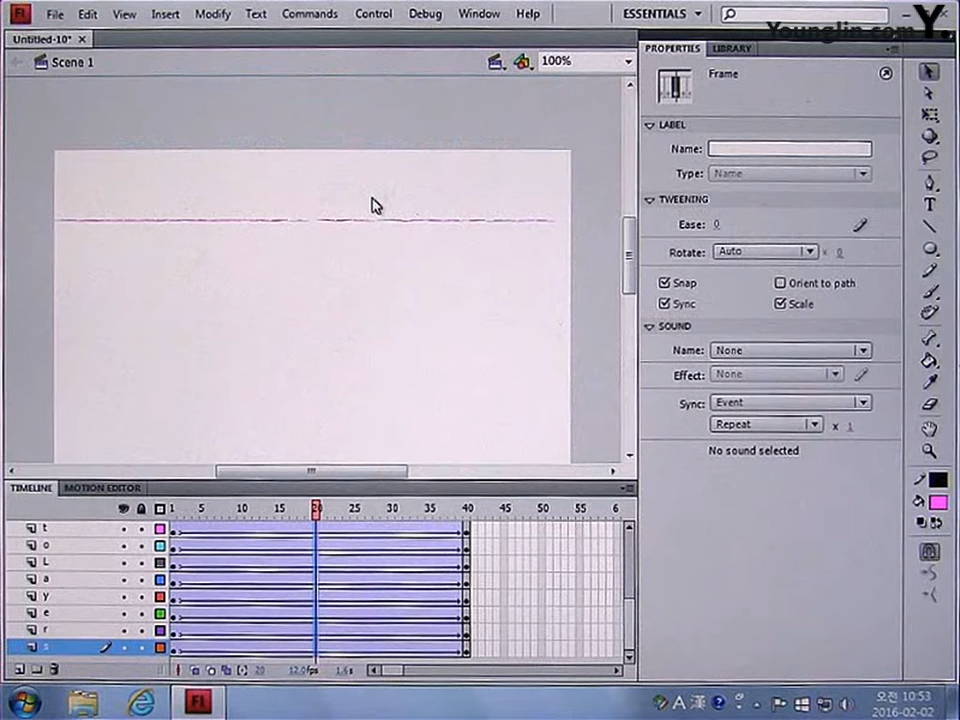 Fl File Edit View Insert Modify Text Commands Control Debug Window Help ESSENTIALS
Younglin.com Y.
Untitled-10*
Scene 1 100%
PROPERTIES LIBRARY
Frame
LABEL
Name:
Type: Name
TWEENING
Ease: 0
Rotate: Auto x 0
Snap Orient to path
Sync Scale
SOUND
Name: None
Effect: None
Sync: Event
Repeat x 1
No sound selected
TIMELINE MOTION EDITOR
1 5 10 15 20 25 30 35 40 45 50 55 6
t
o
L
a
y
e
r
s
20 12.0fps 1.6s
Fl A 漢 오전 10:53
2016-02-02